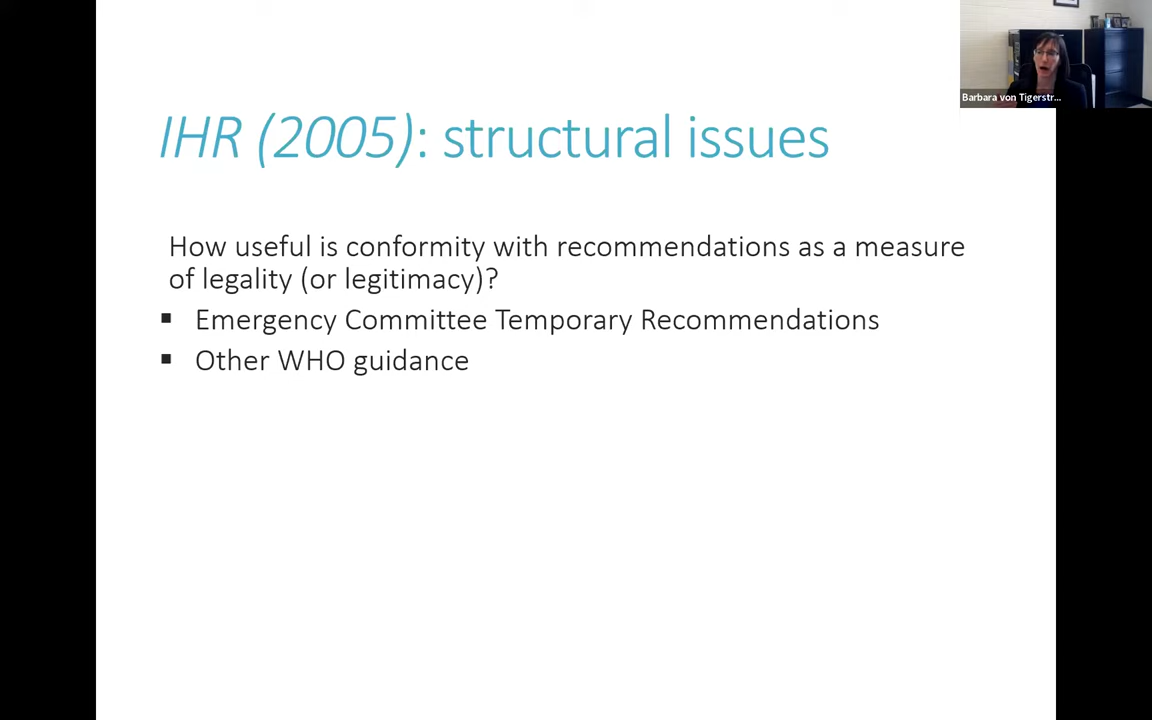 Barbara von Tigerstr...
IHR (2005): structural issues
How useful is conformity with recommendations as a measure
of legality (or legitimacy)?
▪ Emergency Committee Temporary Recommendations
▪ Other WHO guidance